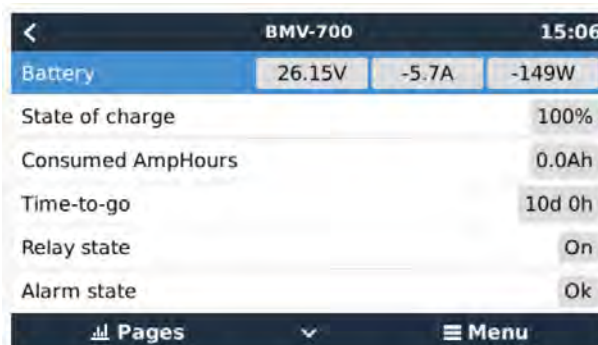 BMV-700 15:06
Battery 26.15V -5.7A -149W
State of charge 100%
Consumed AmpHours 0.0Ah
Time-to-go 10d 0h
Relay state On
Alarm state Ok
Pages Menu